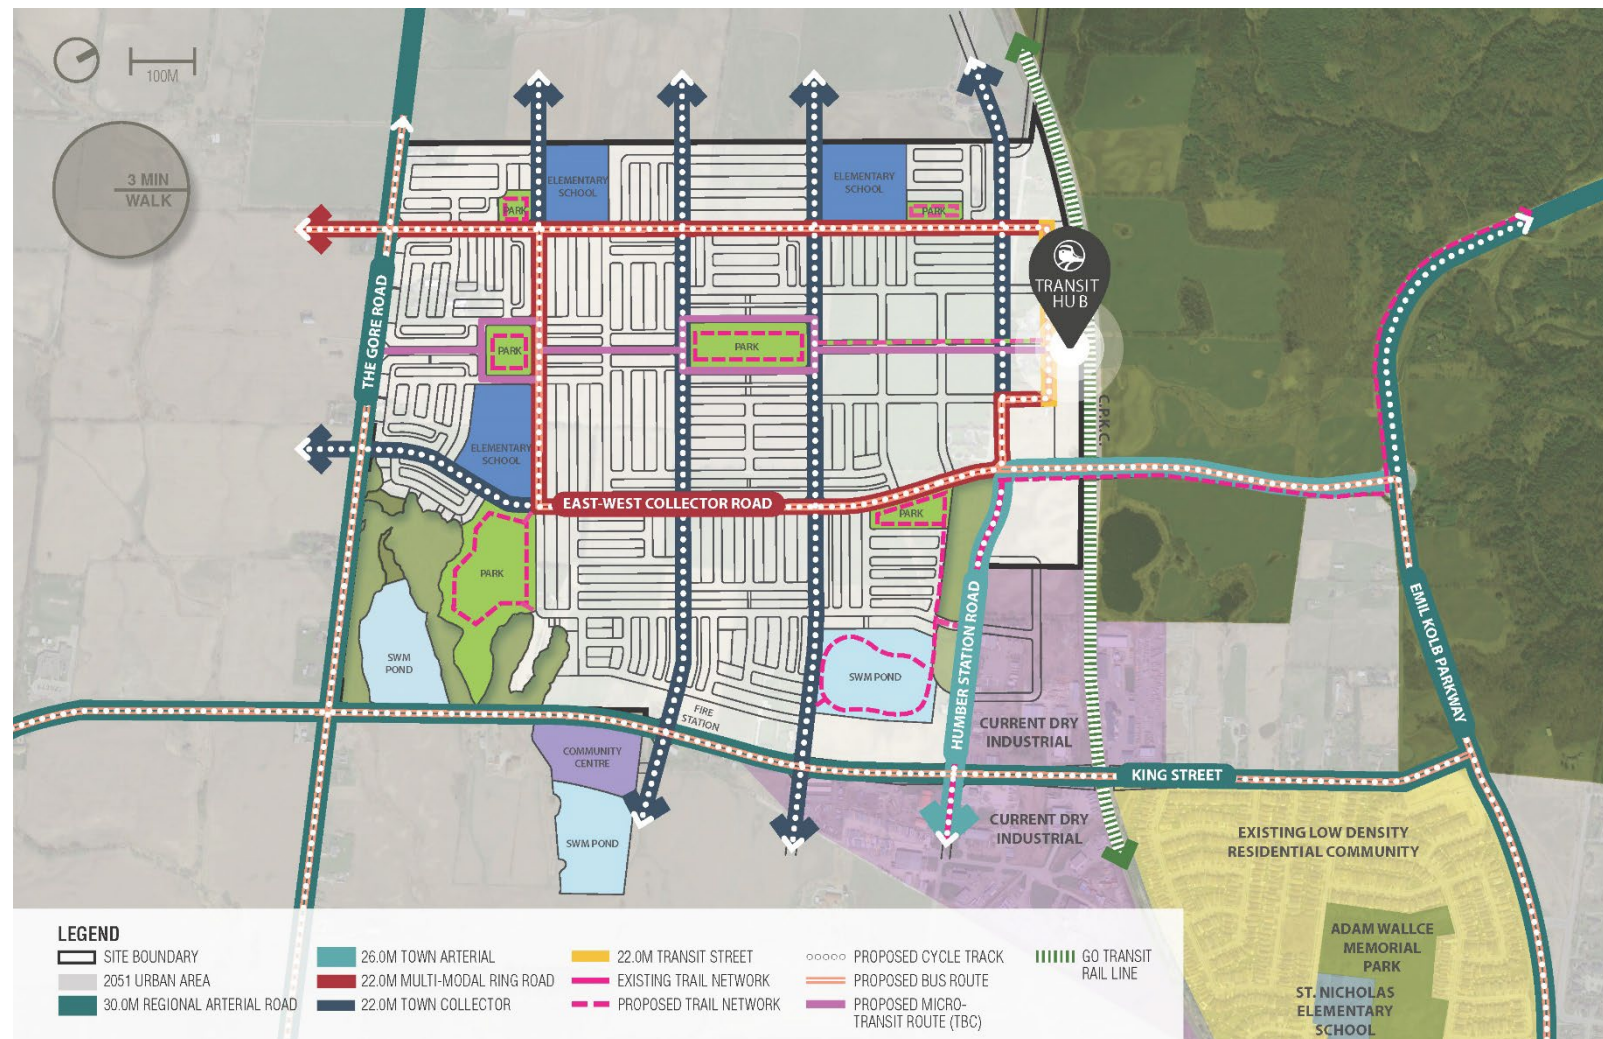 100M
3 MIN
WALK
ELEMENTARY
SCHOOL
ELEMENTARY
SCHOOL
PARK
PARK
TRANSIT
HUB
THE GORE ROAD
PARK
PARK
C.P.K.C.
ELEMENTARY
SCHOOL
EAST-WEST COLLECTOR ROAD
PARK
PARK
HUMBER STATION ROAD
EMIL KOLB PARKWAY
SWM
POND
SWM POND
FIRE
STATION
CURRENT DRY
INDUSTRIAL
COMMUNITY
CENTRE
KING STREET
SWM POND
CURRENT DRY
INDUSTRIAL
EXISTING LOW DENSITY
RESIDENTIAL COMMUNITY
ADAM WALLCE
MEMORIAL
PARK
ST. NICHOLAS
ELEMENTARY
SCHOOL
LEGEND
SITE BOUNDARY
2051 URBAN AREA
30.0M REGIONAL ARTERIAL ROAD
26.0M TOWN ARTERIAL
22.0M MULTI-MODAL RING ROAD
22.0M TOWN COLLECTOR
22.0M TRANSIT STREET
EXISTING TRAIL NETWORK
PROPOSED TRAIL NETWORK
PROPOSED CYCLE TRACK
PROPOSED BUS ROUTE
PROPOSED MICRO-
TRANSIT ROUTE (TBC)
GO TRANSIT
RAIL LINE